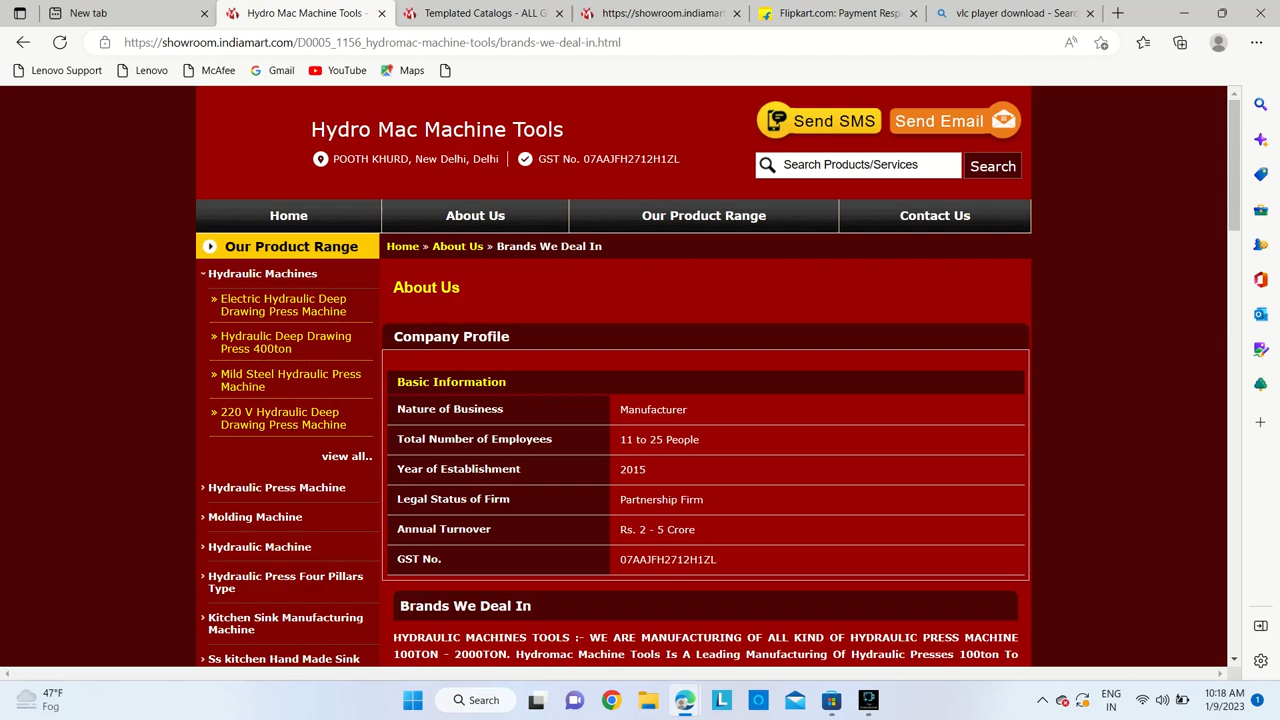 New tab
Hydro Mac Machine Tools -
Templated Catalogs - ALL G
https://showroom.indiamart
Flipkart.com: Payment Resp
vlc player download - Searc
https://showroom.indiamart.com/D0005_1156_hydromac-machine-tools/brands-we-deal-in.html
Lenovo Support
Lenovo
McAfee
Gmail
YouTube
Maps
Hydro Mac Machine Tools
POOTH KHURD, New Delhi, Delhi
GST No. 07AAJFH2712H1ZL
Send SMS
Send Email
Search Products/Services
Search
Home
About Us
Our Product Range
Contact Us
Our Product Range
Hydraulic Machines
» Electric Hydraulic Deep
Drawing Press Machine
» Hydraulic Deep Drawing
Press 400ton
» Mild Steel Hydraulic Press
Machine
» 220 V Hydraulic Deep
Drawing Press Machine
view all..
Hydraulic Press Machine
Molding Machine
Hydraulic Machine
Hydraulic Press Four Pillars
Type
Kitchen Sink Manufacturing
Machine
Ss kitchen Hand Made Sink
Home » About Us » Brands We Deal In
About Us
Company Profile
Basic Information
Nature of Business Manufacturer
Total Number of Employees 11 to 25 People
Year of Establishment 2015
Legal Status of Firm Partnership Firm
Annual Turnover Rs. 2 - 5 Crore
GST No. 07AAJFH2712H1ZL
Brands We Deal In
HYDRAULIC MACHINES TOOLS :- WE ARE MANUFACTURING OF ALL KIND OF HYDRAULIC PRESS MACHINE
100TON - 2000TON. Hydromac Machine Tools Is A Leading Manufacturing Of Hydraulic Presses 100ton To
47°F
Fog
Search
ENG
IN
10:18 AM
1/9/2023
1